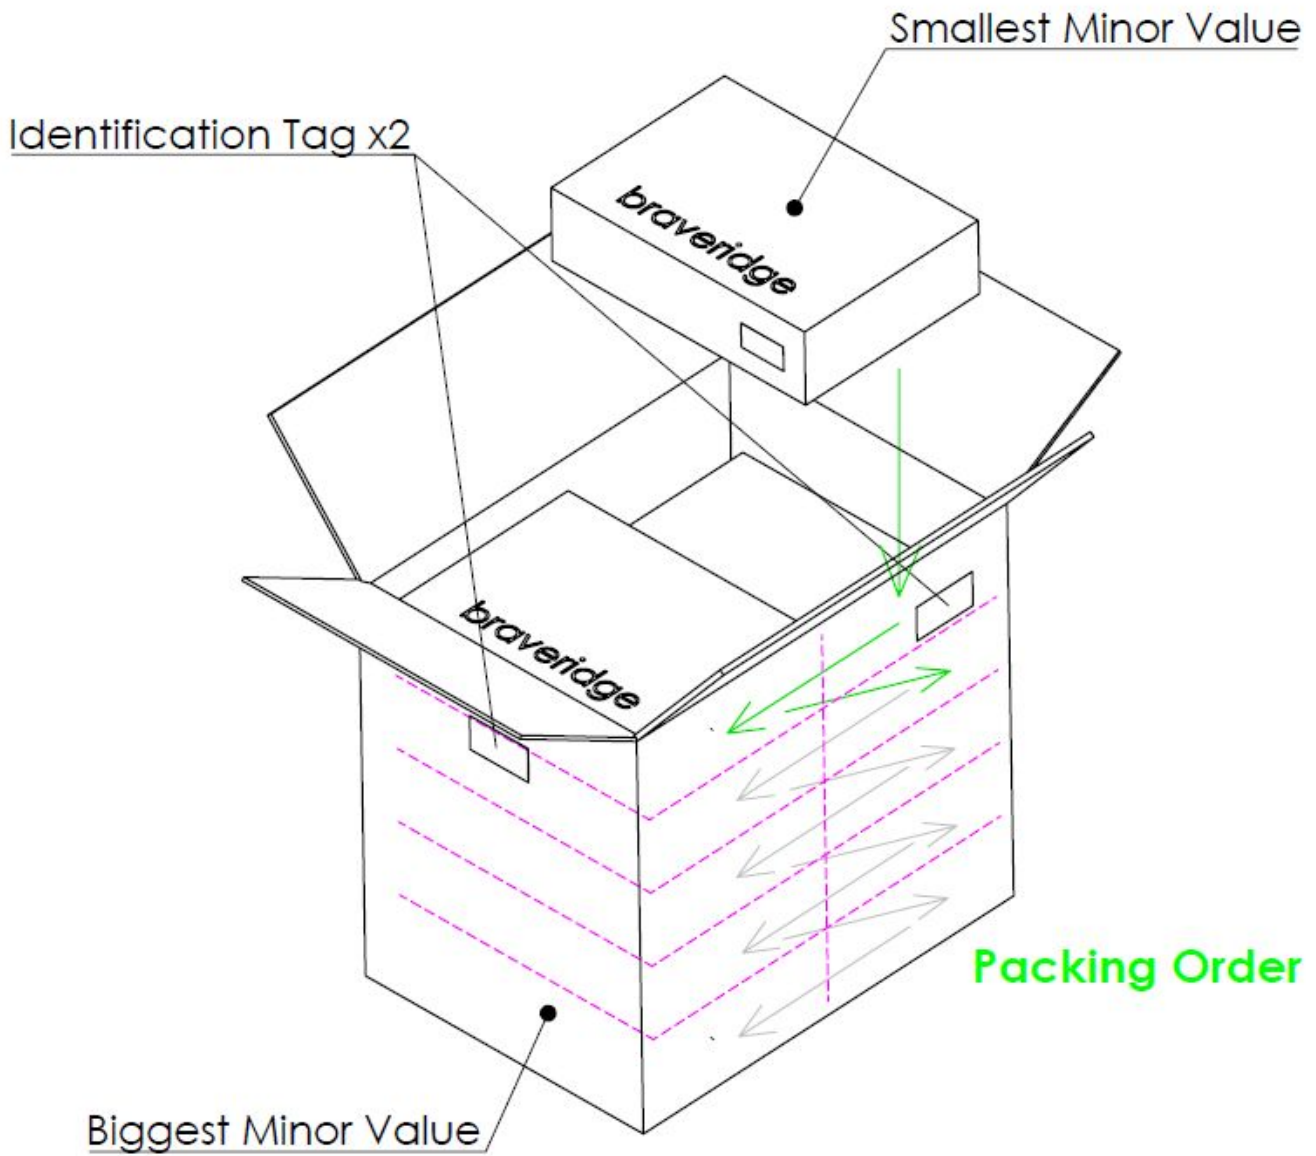 Smallest Minor Value
Identification Tag x2
braveridge
braveridge
Packing Order
Biggest Minor Value